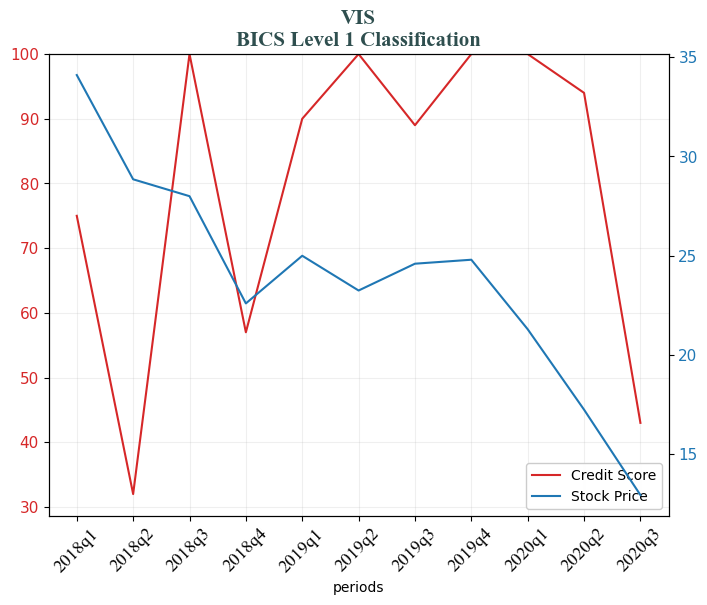 VIS
BICS Level 1 Classification
100
90
80
70
60
50
40
30
35
30
25
20
15
Credit Score
Stock Price
2018q1
2018q2
2018q3
2018q4
2019q1
2019q2
2019q3
2019q4
2020q1
2020q2
2020q3
periods